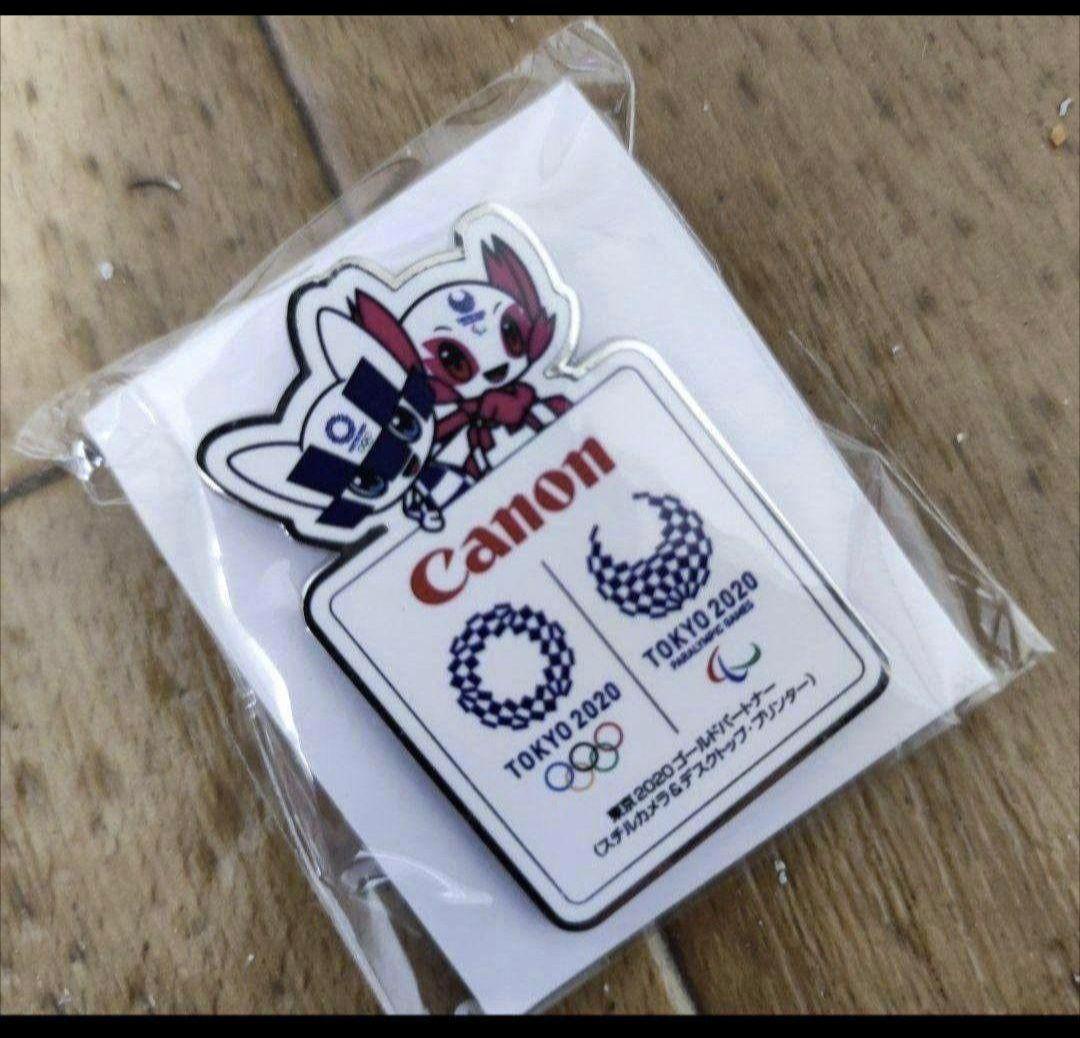 Canon
TOKYO 2020
TOKYO 2020
PARALYMPIC GAMES
東京2020ゴールドパートナー
(スチルカメラ&デスクトップ・プリンター)